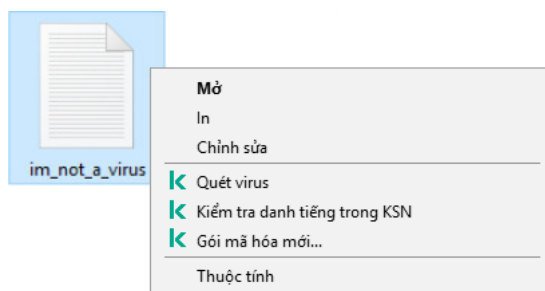 im_not_a_virus
Mở
In
Chỉnh sửa
Quét virus
Kiểm tra danh tiếng trong KSN
Gói mã hóa mới...
Thuộc tính